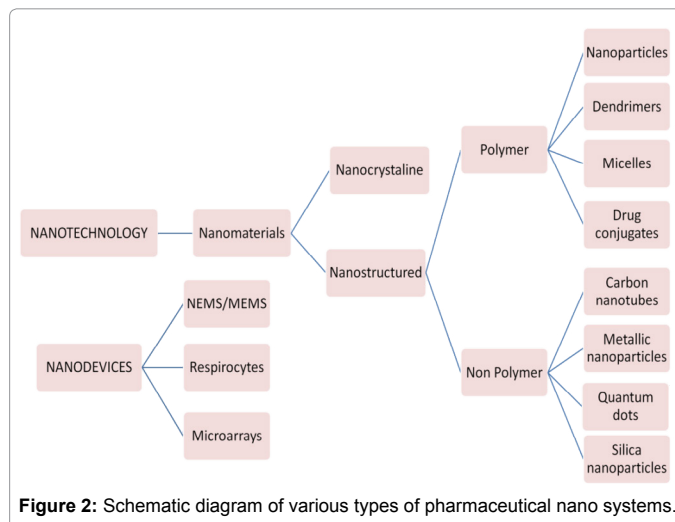 Nanoparticles
Dendrimers
Polymer
Micelles
Nanocrystaline
Drug
conjugates
NANOTECHNOLOGY
Nanomaterials
Nanostructured
Carbon
nanotubes
NEMS/MEMS
Metallic
nanoparticles
NANODEVICES
Respirocytes
Non Polymer
Quantum
dots
Microarrays
Silica
nanoparticles
Figure 2: Schematic diagram of various types of pharmaceutical nano systems.